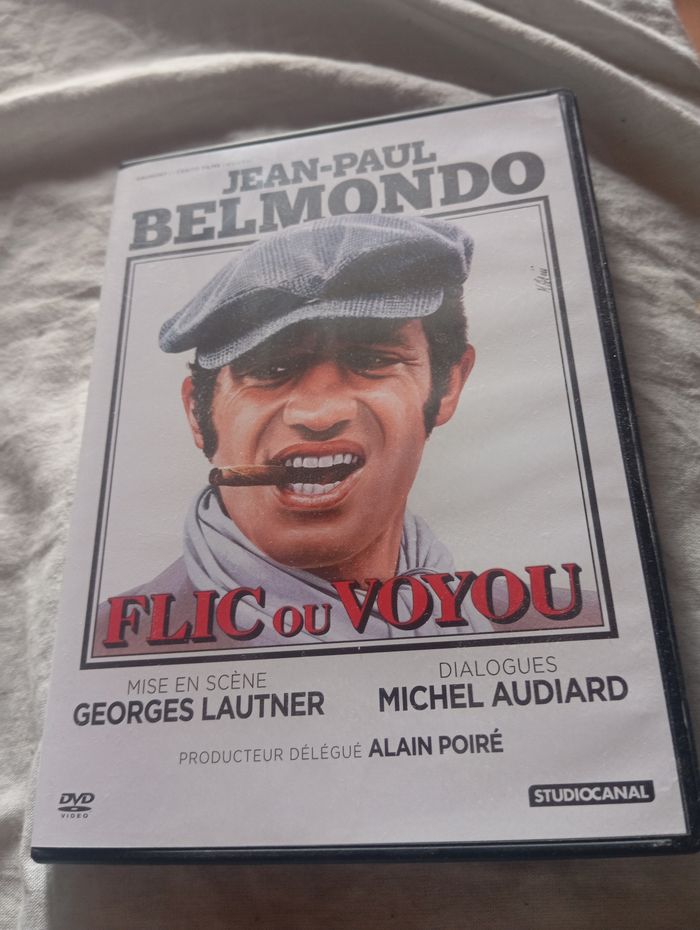 JEAN-PAUL
BELMONDO
FLIC OU VOYOU
MISE EN SCÈNE
GEORGES LAUTNER
DIALOGUES
MICHEL AUDIARD
PRODUCTEUR DÉLÉGUÉ ALAIN POIRÉ
DVD
VIDEO
STUDIOCANAL